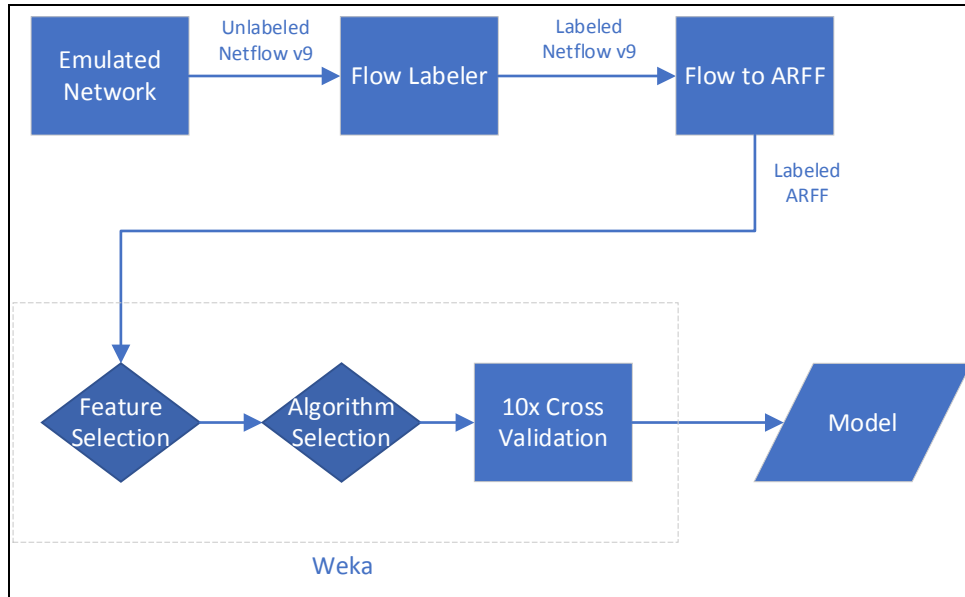 Emulated
Network
Unlabeled
Netflow v9
Flow Labeler
Labeled
Netflow v9
Flow to ARFF
Labeled
ARFF
Feature
Selection
Algorithm
Selection
10x Cross
Validation
Model
Weka